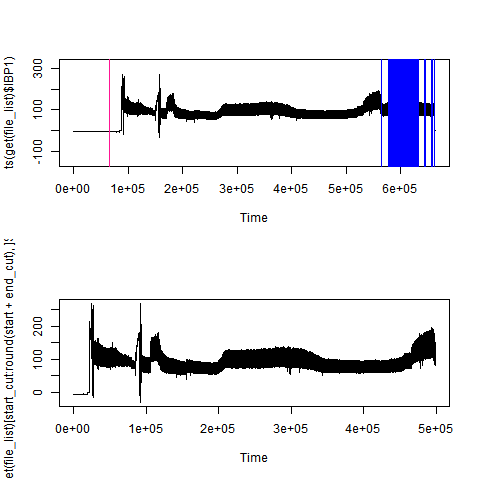 ts(get(file_list)$IBP1)
300
100
-100
0e+00
1e+05
2e+05
3e+05
4e+05
5e+05
6e+05
Time
et(file_list)[start_cut:round(start + end_cut), ]$
200
100
0
0e+00
1e+05
2e+05
3e+05
4e+05
5e+05
Time